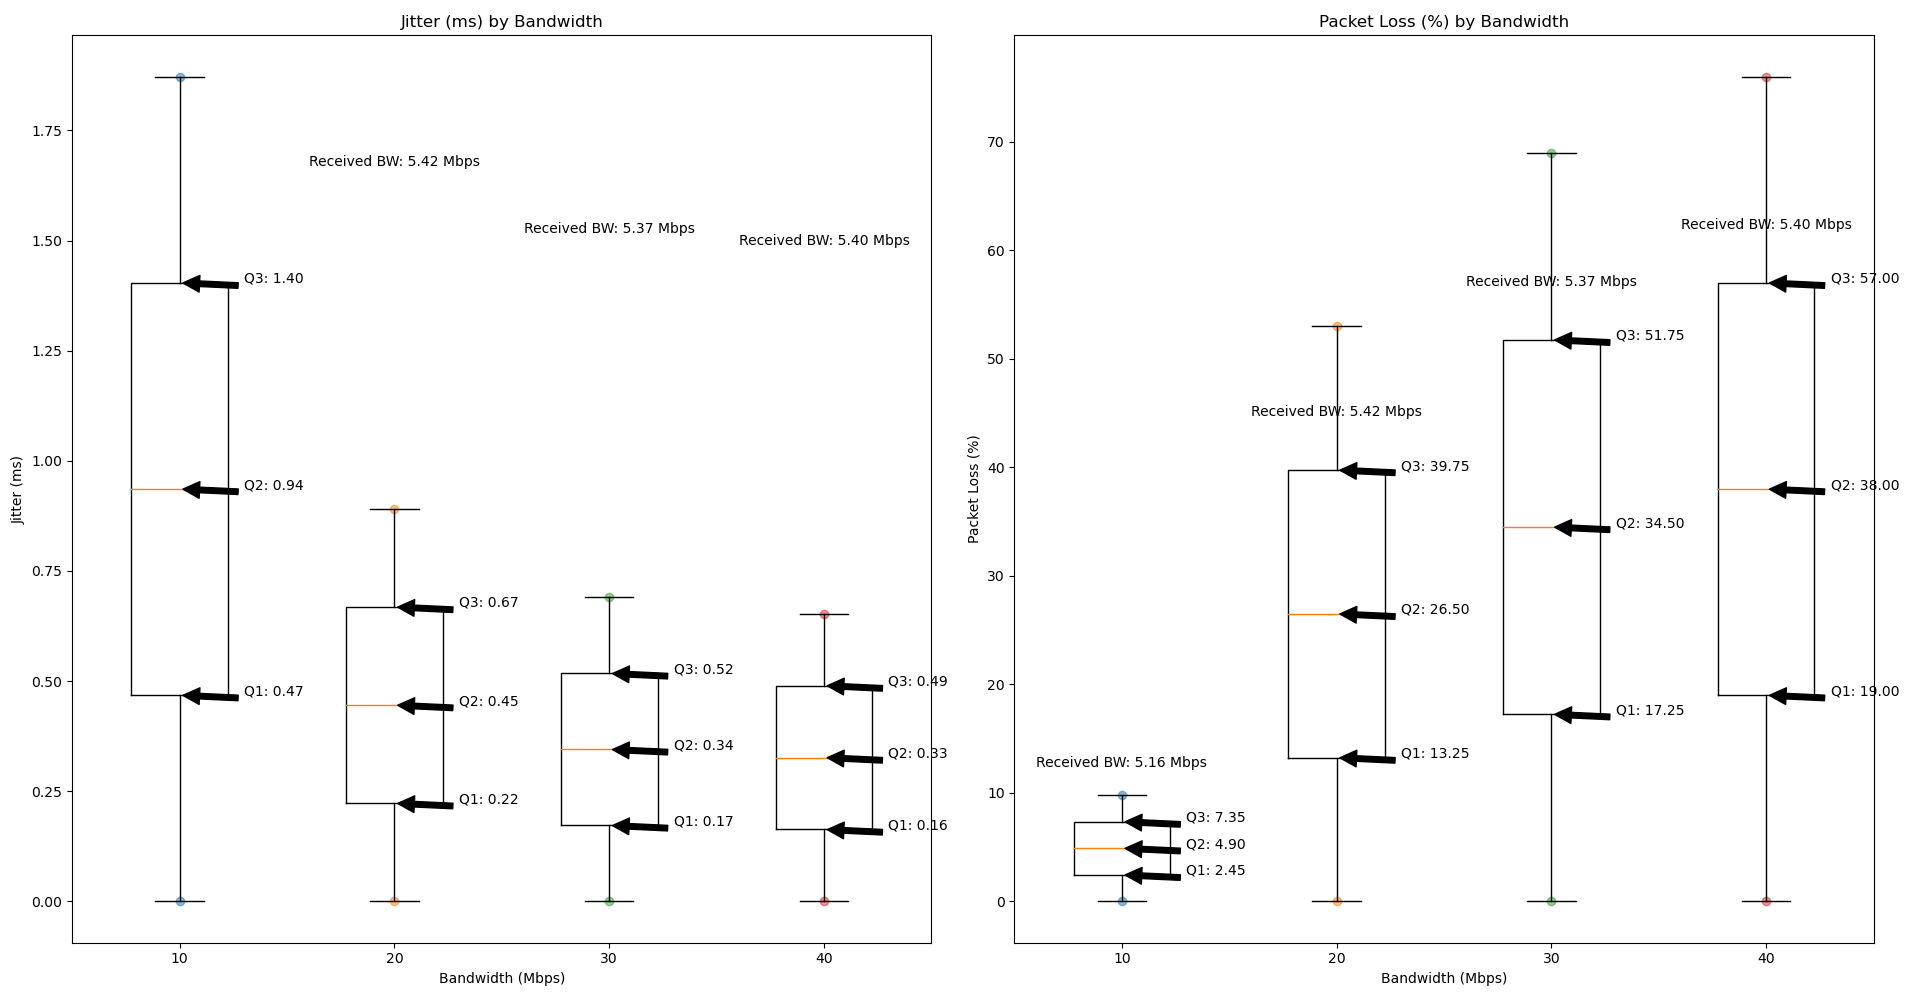 Jitter (ms) by Bandwidth
Jitter (ms)
1.75
1.50
1.25
1.00
0.75
0.50
0.25
0.00
Received BW: 5.42 Mbps
Received BW: 5.37 Mbps
Received BW: 5.40 Mbps
Q3: 1.40
Q2: 0.94
Q1: 0.47
Q3: 0.67
Q2: 0.45
Q1: 0.22
Q3: 0.52
Q2: 0.34
Q1: 0.17
Q3: 0.49
Q2: 0.33
Q1: 0.16
10
20
30
40
Bandwidth (Mbps)
Packet Loss (%) by Bandwidth
Packet Loss (%)
70
60
50
40
30
20
10
0
Received BW: 5.16 Mbps
Q3: 7.35
Q2: 4.90
Q1: 2.45
Received BW: 5.42 Mbps
Q3: 39.75
Q2: 26.50
Q1: 13.25
Received BW: 5.37 Mbps
Q3: 51.75
Q2: 34.50
Q1: 17.25
Received BW: 5.40 Mbps
Q3: 57.00
Q2: 38.00
Q1: 19.00
10
20
30
40
Bandwidth (Mbps)